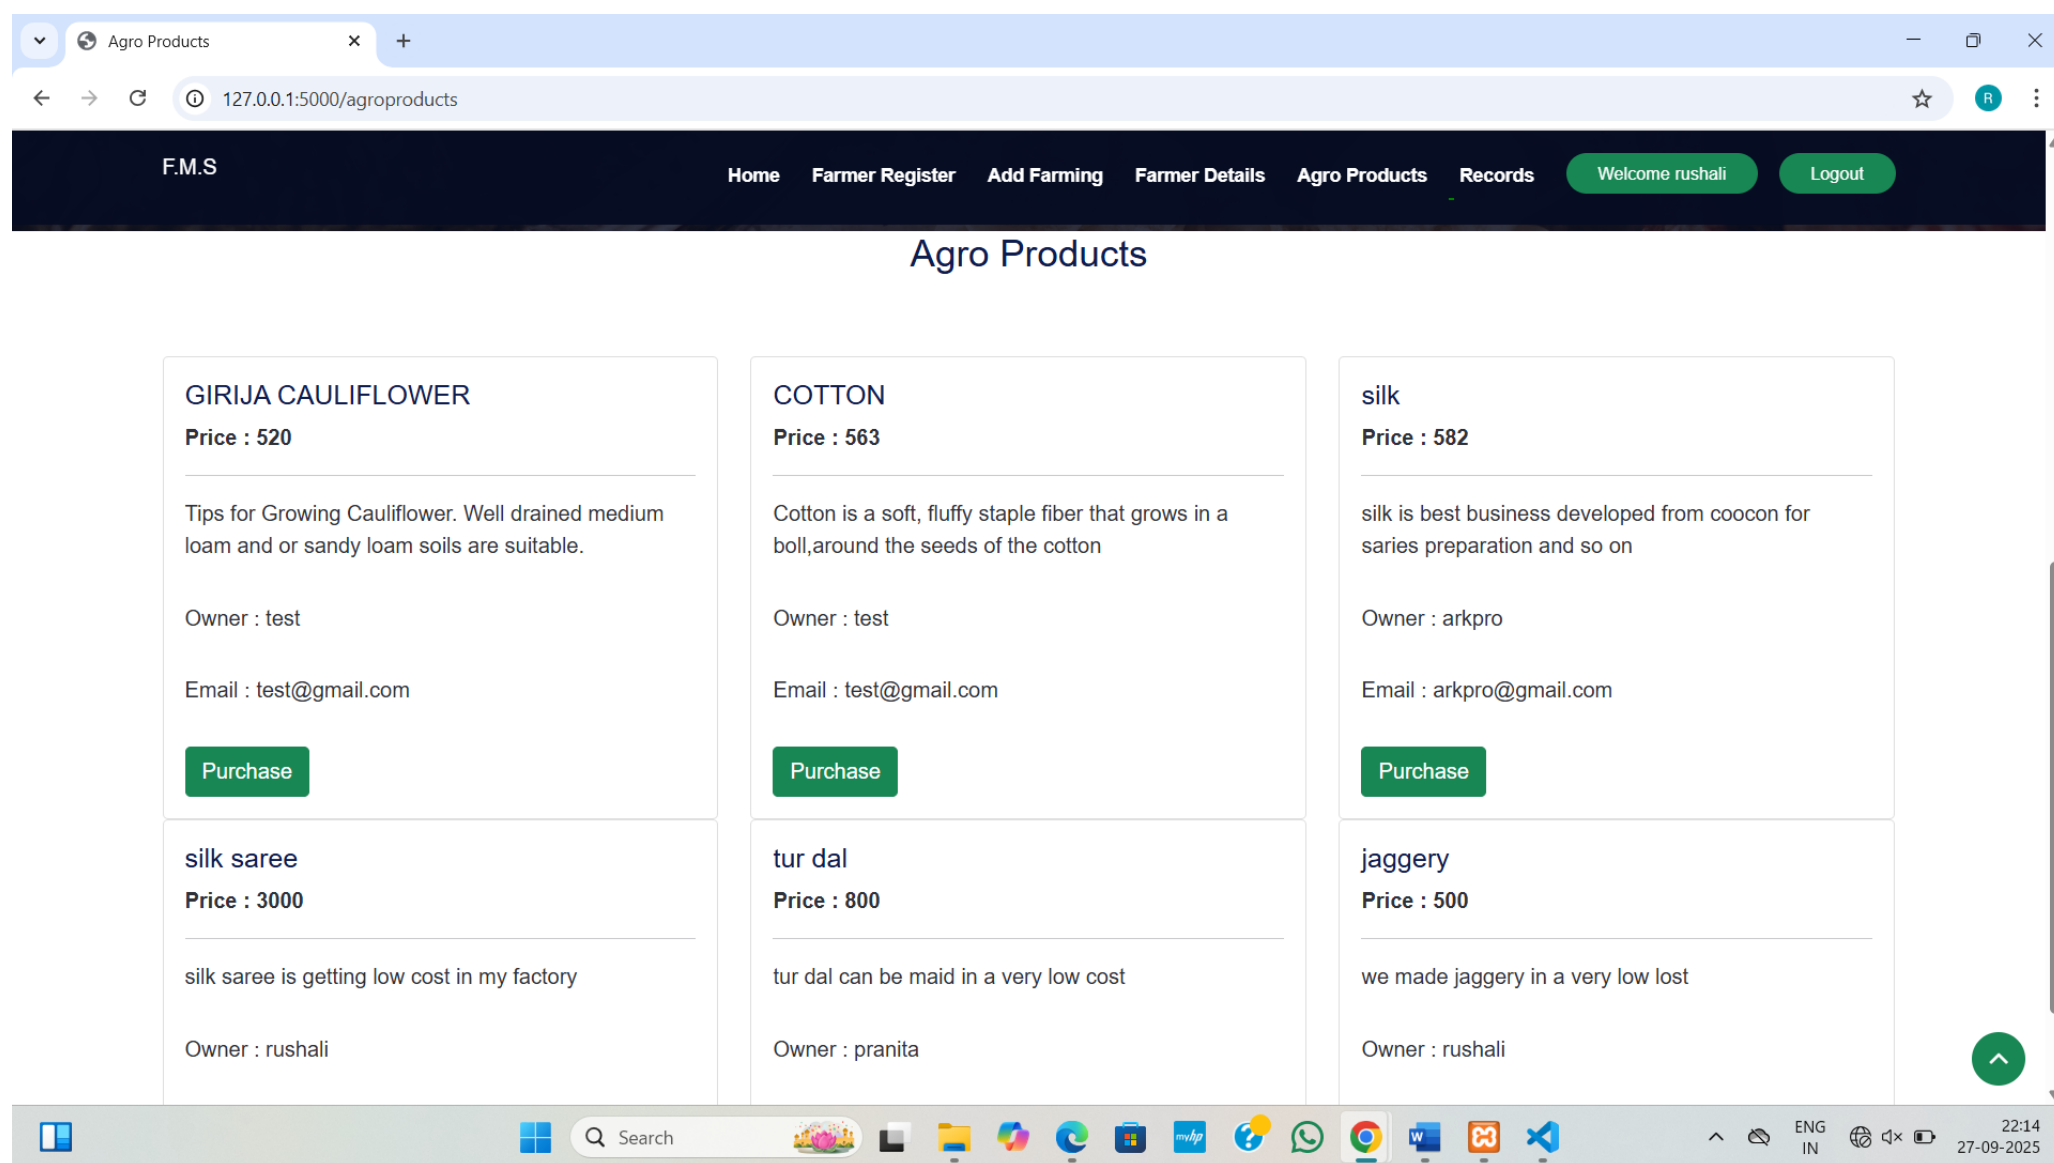 Agro Products
127.0.0.1:5000/agroproducts
R
F.M.S
Home Farmer Register Add Farming Farmer Details Agro Products Records Welcome rushali Logout
Agro Products
GIRIJA CAULIFLOWER
Price : 520
Tips for Growing Cauliflower. Well drained medium
loam and or sandy loam soils are suitable.
Owner : test
Email : test@gmail.com
Purchase
COTTON
Price : 563
Cotton is a soft, fluffy staple fiber that grows in a
boll,around the seeds of the cotton
Owner : test
Email : test@gmail.com
Purchase
silk
Price : 582
silk is best business developed from coocon for
saries preparation and so on
Owner : arkpro
Email : arkpro@gmail.com
Purchase
silk saree
Price : 3000
silk saree is getting low cost in my factory
Owner : rushali
tur dal
Price : 800
tur dal can be maid in a very low cost
Owner : pranita
jaggery
Price : 500
we made jaggery in a very low lost
Owner : rushali
Search
myhp
W
ENG
IN
22:14
27-09-2025